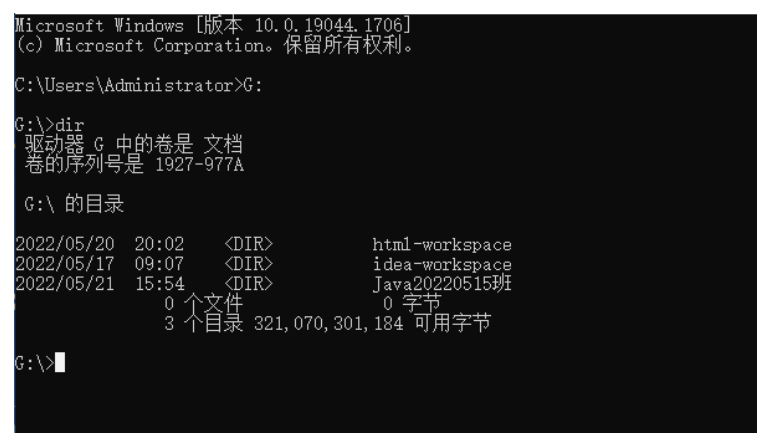 Microsoft Windows [版本 10.0.19044.1706]
(c) Microsoft Corporation。保留所有权利。
C:\Users\Administrator>G:
G:\>dir
驱动器 G 中的卷是 文档
卷的序列号是 1927-977A
G:\ 的目录
2022/05/20  20:02    <DIR>          html-workspace
2022/05/17  09:07    <DIR>          idea-workspace
2022/05/21  15:54    <DIR>          Java20220515班
0 个文件              0 字节
3 个目录 321,070,301,184 可用字节
G:\>